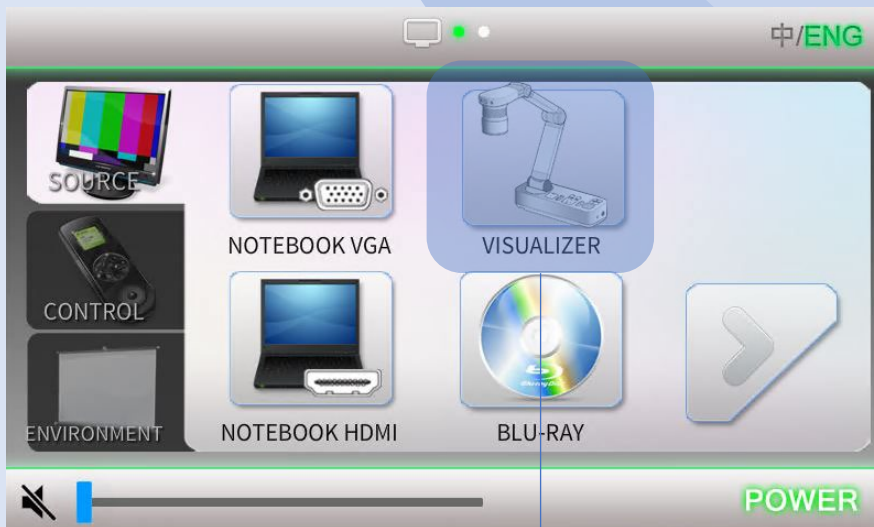 中/ENG
SOURCE
NOTEBOOK VGA
VISUALIZER
CONTROL
NOTEBOOK HDMI
BLU-RAY
ENVIRONMENT
POWER